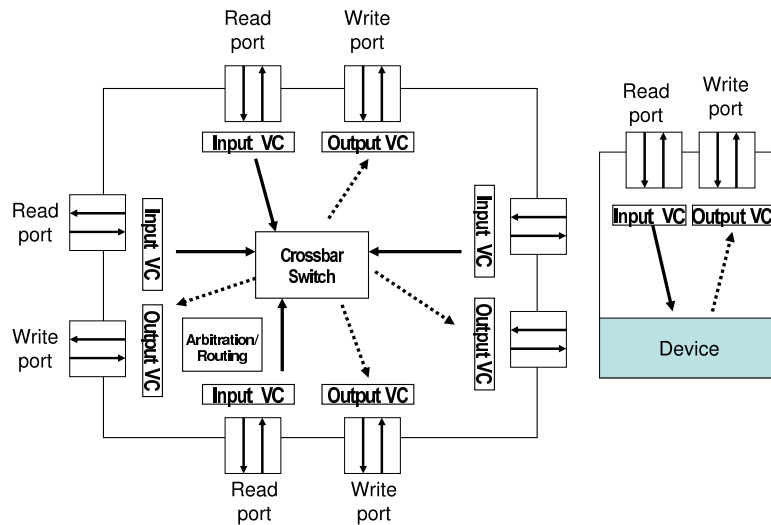 Read
port
Write
port
Input VC
Output VC
Read
port
Input VC
Crossbar
Switch
Input VC
Write
port
Output VC
Arbitration/
Routing
Output VC
Input VC
Output VC
Read
port
Write
port
Read
port
Write
port
Input VC
Output VC
Device